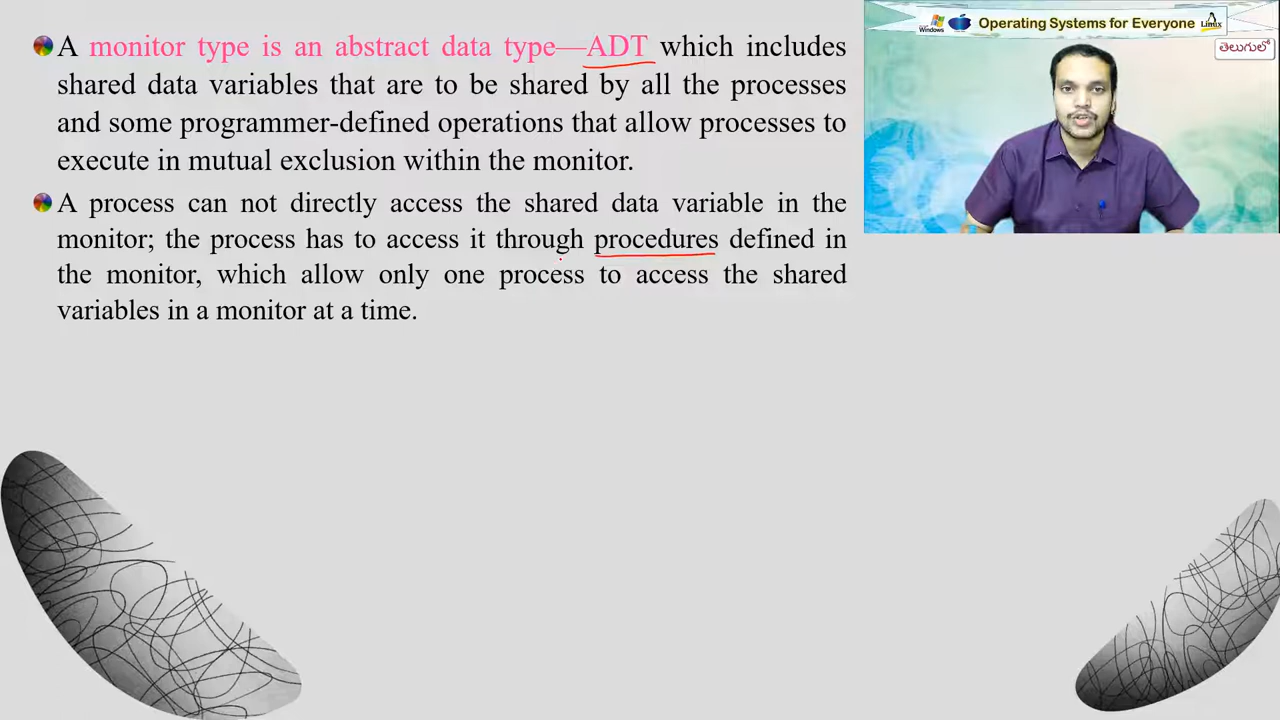 A monitor type is an abstract data type—ADT which includes
shared data variables that are to be shared by all the processes
and some programmer-defined operations that allow processes to
execute in mutual exclusion within the monitor.
A process can not directly access the shared data variable in the
monitor; the process has to access it through procedures defined in
the monitor, which allow only one process to access the shared
variables in a monitor at a time.
Windows
Operating Systems for Everyone
Linux
తెలుగులో